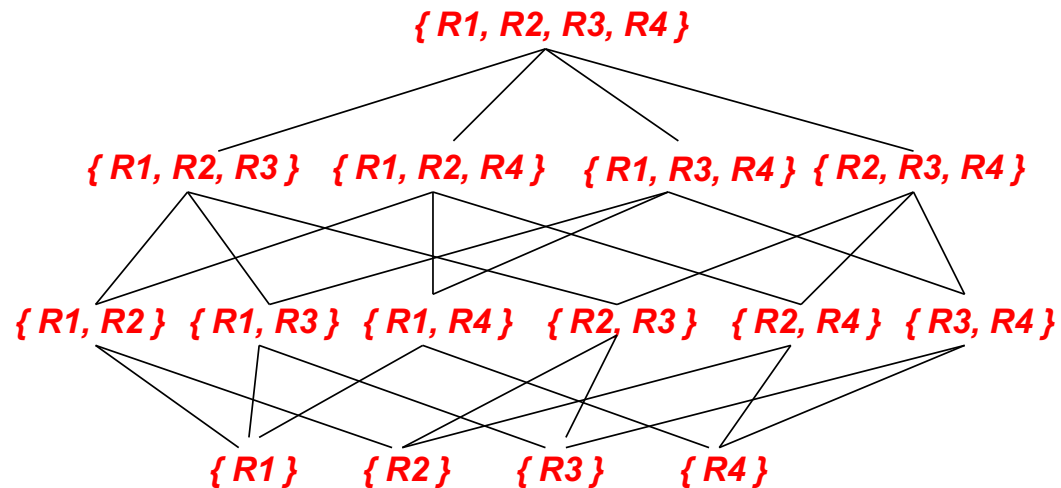 { R1, R2, R3, R4 }
{ R1, R2, R3 } { R1, R2, R4 } { R1, R3, R4 } { R2, R3, R4 }
{ R1, R2 } { R1, R3 } { R1, R4 } { R2, R3 } { R2, R4 } { R3, R4 }
{ R1 } { R2 } { R3 } { R4 }